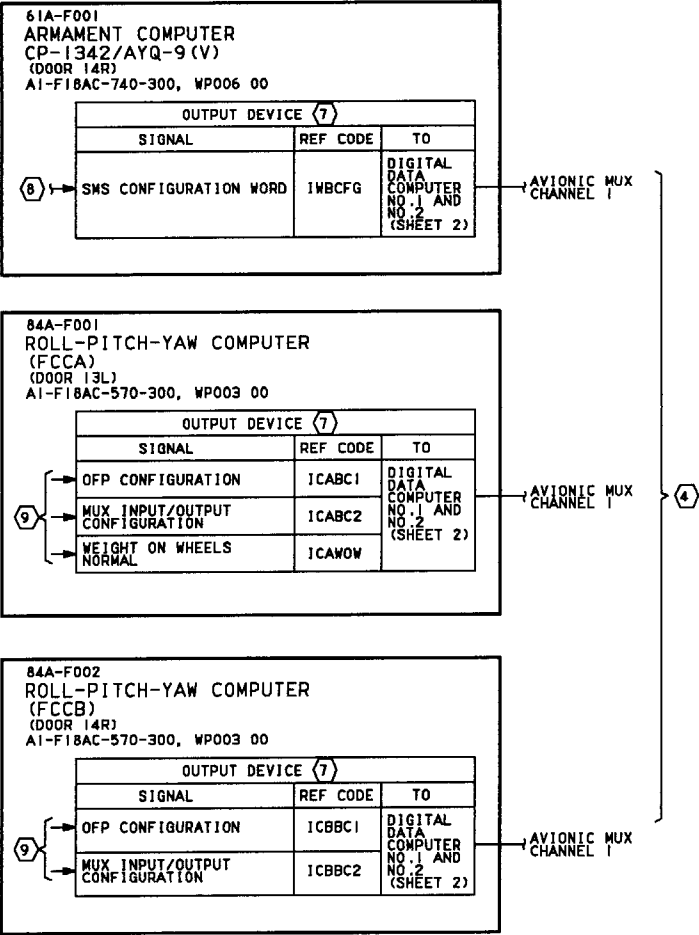 61A-F001
ARMAMENT COMPUTER
CP-1342/AYQ-9(V)
(DOOR 14R)
A1-F18AC-740-300, WP006 00
OUTPUT DEVICE 7
SIGNAL REF CODE TO
8 SMS CONFIGURATION WORD IWBCFG
DIGITAL
DATA
COMPUTER
NO.1 AND
NO.2
(SHEET 2)
AVIONIC MUX
CHANNEL 1
84A-F001
ROLL-PITCH-YAW COMPUTER
(FCCA)
(DOOR 13L)
A1-F18AC-570-300, WP003 00
OUTPUT DEVICE 7
SIGNAL REF CODE TO
9
OFP CONFIGURATION ICABC1
MUX INPUT/OUTPUT
CONFIGURATION
ICABC2
WEIGHT ON WHEELS
NORMAL
ICAWOW
DIGITAL
DATA
COMPUTER
NO.1 AND
NO.2
(SHEET 2)
AVIONIC MUX
CHANNEL 1
4
84A-F002
ROLL-PITCH-YAW COMPUTER
(FCCB)
(DOOR 14R)
A1-F18AC-570-300, WP003 00
OUTPUT DEVICE 7
SIGNAL REF CODE TO
9
OFP CONFIGURATION ICBBC1
MUX INPUT/OUTPUT
CONFIGURATION
ICBBC2
DIGITAL
DATA
COMPUTER
NO.1 AND
NO.2
(SHEET 2)
AVIONIC MUX
CHANNEL 1